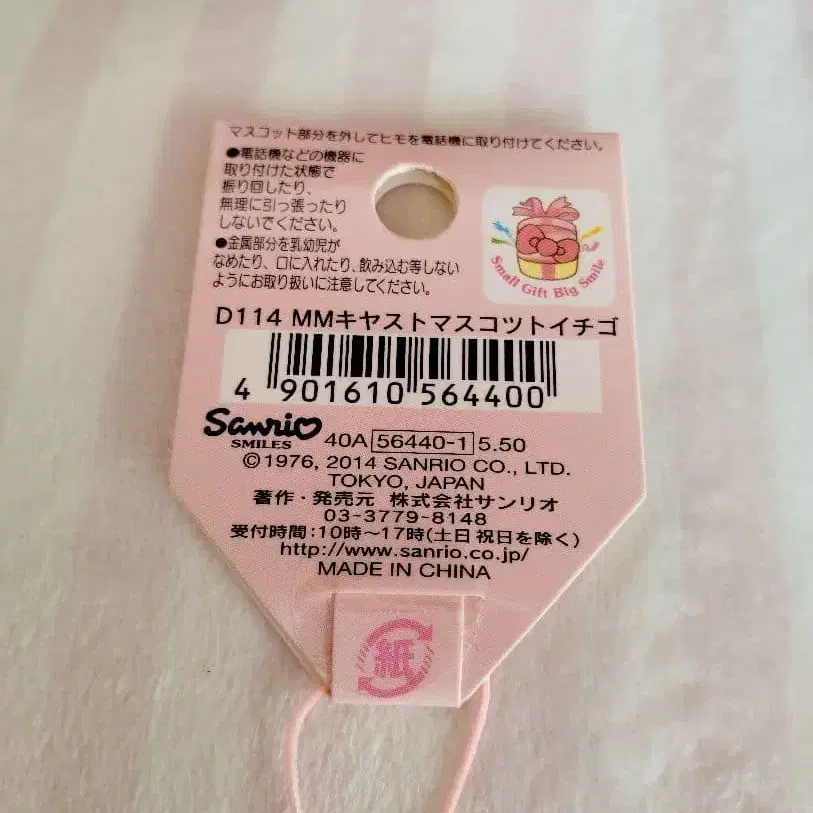 マスコット部分を外してヒモを電話機に取り付けてください。
●電話機などの機器に
取り付けた状態で
振り回したり、
無理に引っ張ったり
しないでください。
●金属部分を乳幼児が
なめたり、口に入れたり、飲み込む等しない
ようにお取り扱いに注意してください。
Small Gift Big Smile
D114 MMキヤストマスコツトイチゴ
4 901610 564400
Sanrio
SMILES
40A 56440-1 5.50
©1976, 2014 SANRIO CO., LTD.
TOKYO, JAPAN
著作・発売元 株式会社サンリオ
03-3779-8148
受付時間:10時〜17時(土日祝日を除く)
http://www.sanrio.co.jp/
MADE IN CHINA
紙